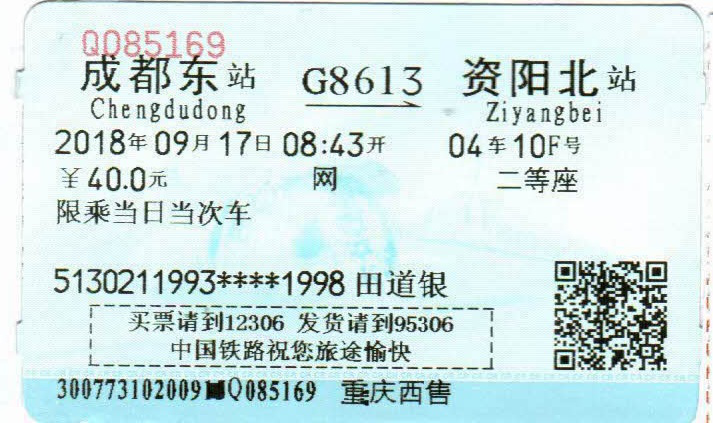 Q085169
成都东站 G8613 资阳北站
Chengdudong Ziyangbei
2018年09月17日 08:43开 04车10F号
￥40.0元 网 二等座
限乘当日当次车
5130211993****1998 田道银
买票请到12306 发货请到95306
中国铁路祝您旅途愉快
300773102009 Q085169 重庆西售